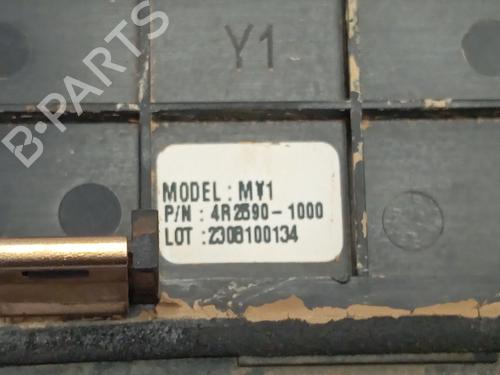 B-PARTS
Y1
MODEL : MV1
P/N : 4R2590-1000
LOT :2308100134